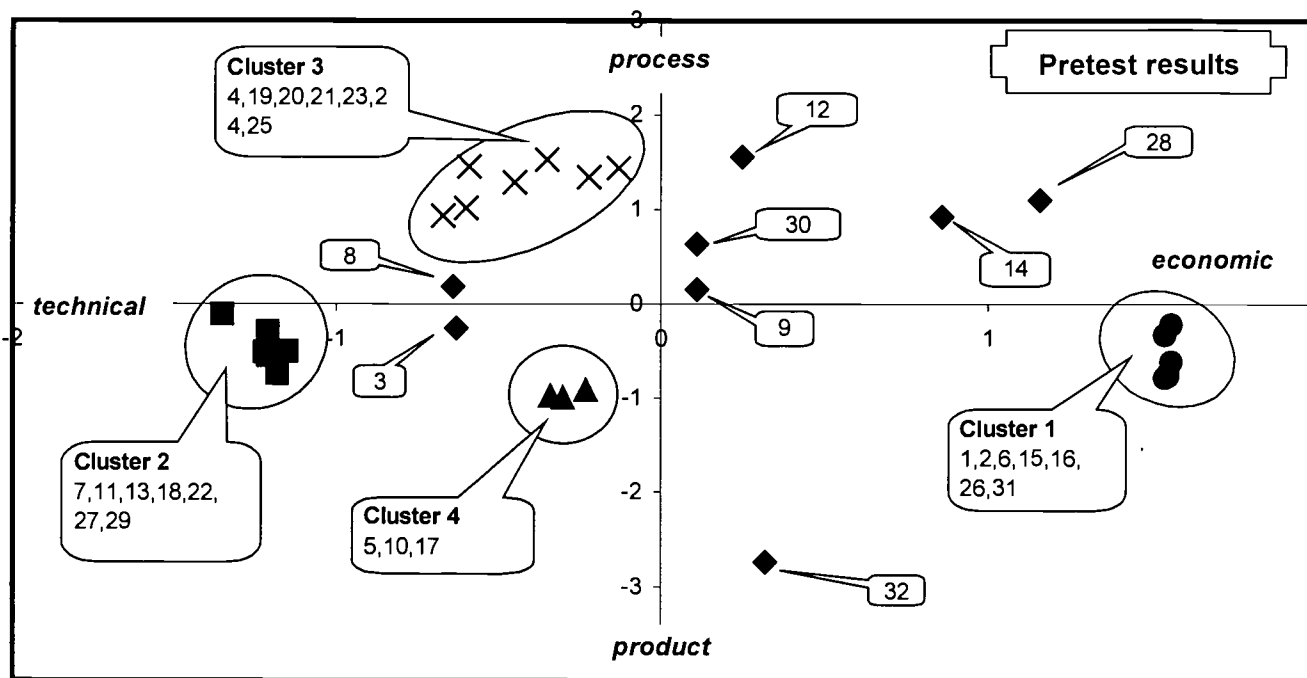 3
process
Pretest results
Cluster 3
4,19,20,21,23,2
4,25
2
12
28
1
30
8
14
economic
technical
0
-2
-1
1
9
3
-1
Cluster 2
7,11,13,18,22,
27,29
Cluster 1
1,2,6,15,16,
26,31
-2
Cluster 4
5,10,17
-3
32
product